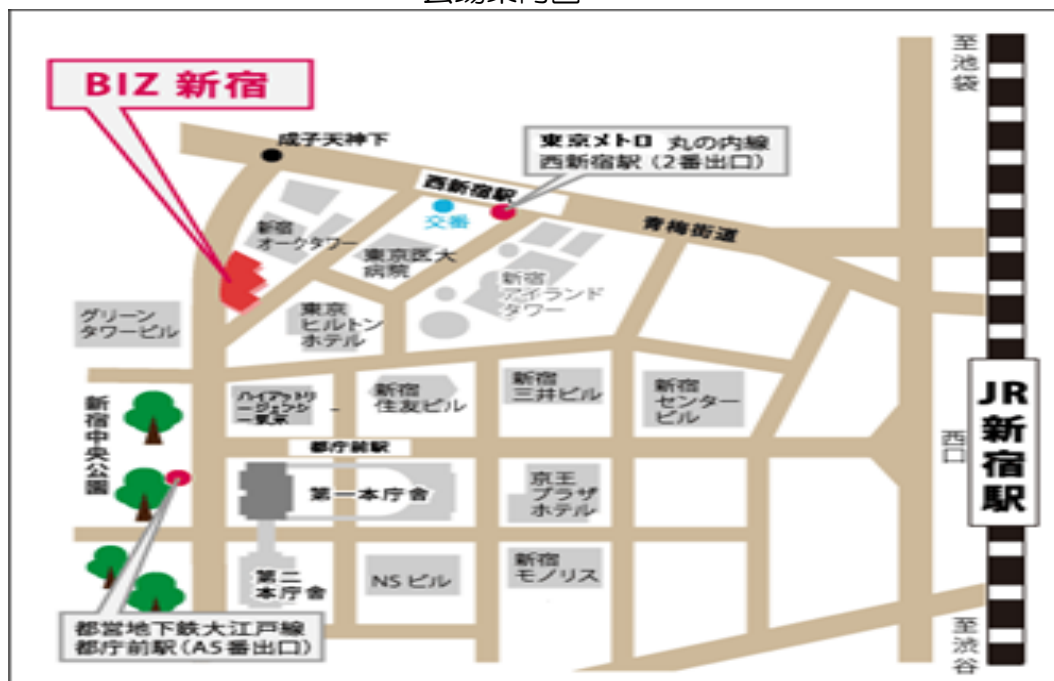 会場案内図
至池袋
BIZ 新宿
成子天神下
東京メトロ 丸の内線
西新宿駅（2番出口）
西新宿駅
交番
青梅街道
新宿
オークタワー
東京医大
病院
新宿
アイランド
タワー
グリーン
タワービル
東京
ヒルトン
ホテル
ハイアットリ
ージェンシ
ー東京
新宿
住友ビル
新宿
三井ビル
新宿
センター
ビル
JR新宿駅
西口
新宿中央公園
都庁前駅
第一本庁舎
京王
プラザ
ホテル
第二
本庁舎
NSビル
新宿
モノリス
都営地下鉄大江戸線
都庁前駅（A5番出口）
至渋谷